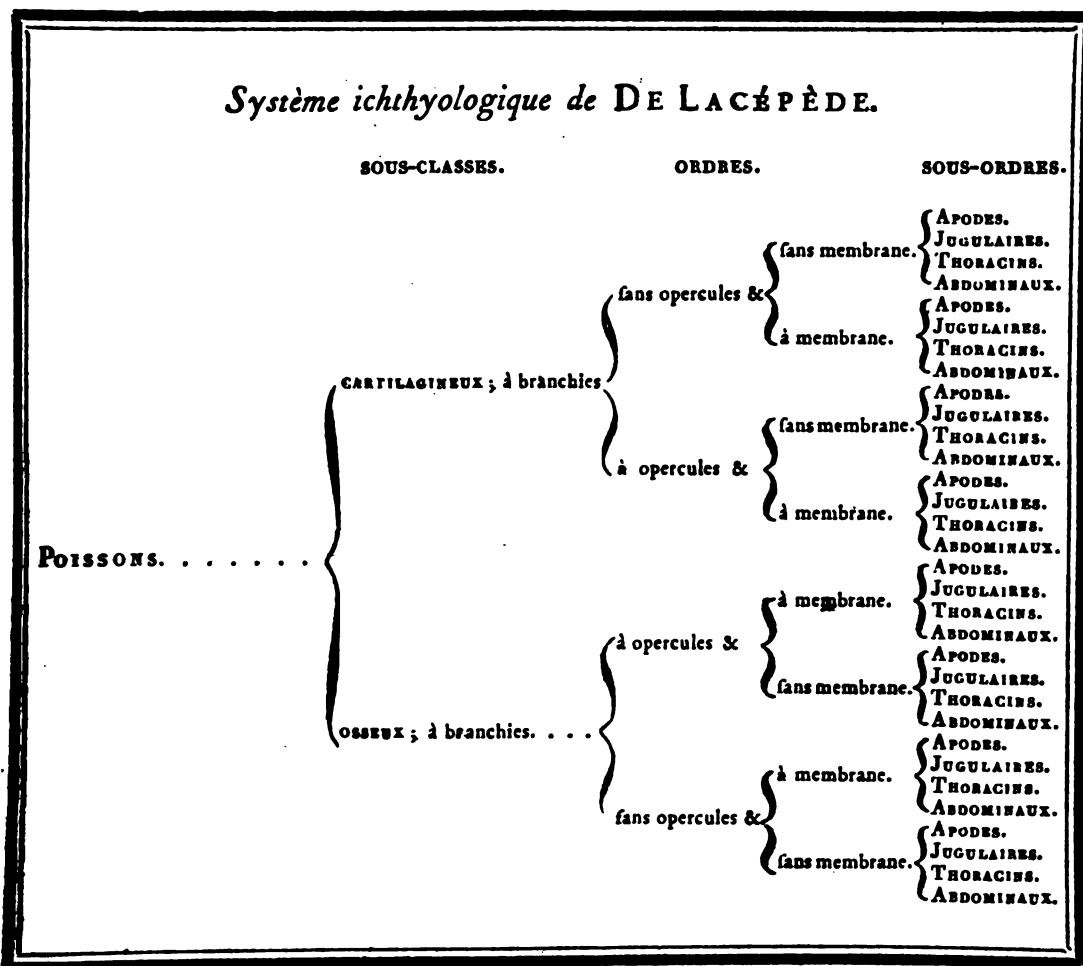 Système ichthyologique de DE LACÉPÈDE.
SOUS-CLASSES. ORDRES. SOUS-ORDRES.
POISSONS. . . . . . . .
CARTILAGINEUX ; à branchies
ſans opercules &
ſans membrane.
APODES.
JUGULAIRES.
THORACINS.
ABDOMINAUX.
à membrane.
APODES.
JUGULAIRES.
THORACINS.
ABDOMINAUX.
à opercules &
ſans membrane.
APODES.
JUGULAIRES.
THORACINS.
ABDOMINAUX.
à membrane.
APODES.
JUGULAIRES.
THORACINS.
ABDOMINAUX.
OSSEUX ; à branchies. . . .
à opercules &
à membrane.
APODES.
JUGULAIRES.
THORACINS.
ABDOMINAUX.
ſans membrane.
APODES.
JUGULAIRES.
THORACINS.
ABDOMINAUX.
ſans opercules &
à membrane.
APODES.
JUGULAIRES.
THORACINS.
ABDOMINAUX.
ſans membrane.
APODES.
JUGULAIRES.
THORACINS.
ABDOMINAUX.